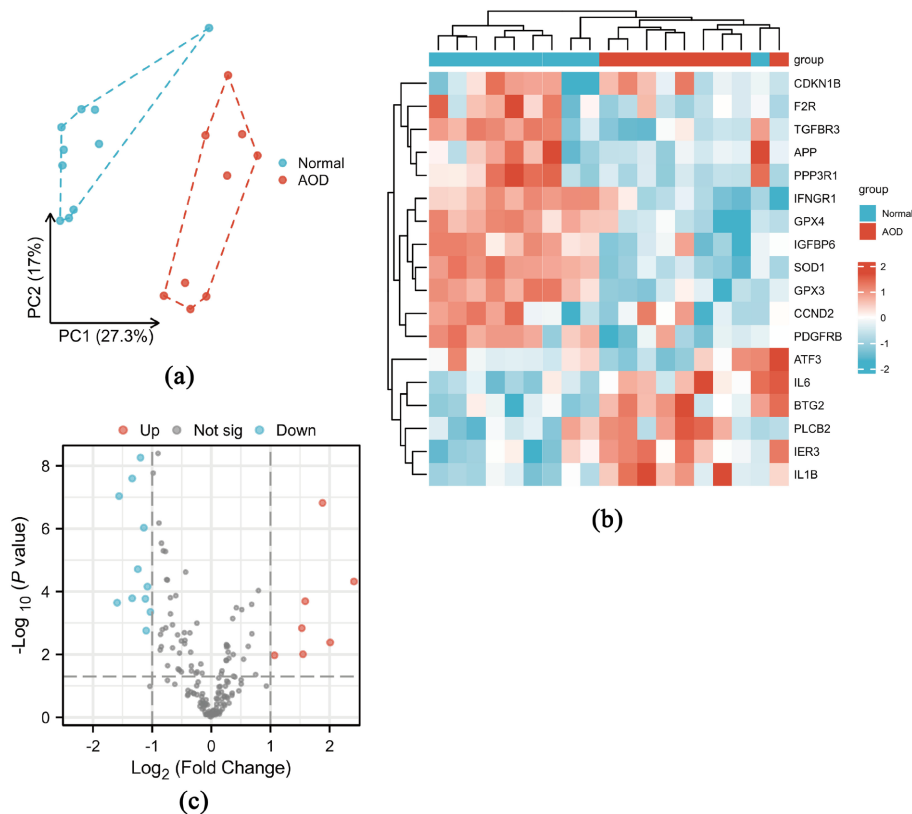 Normal
AOD
PC2 (17%)
PC1 (27.3%)
(a)
group
CDKN1B
F2R
TGFBR3
APP
PPP3R1
IFNGR1
GPX4
IGFBP6
SOD1
GPX3
CCND2
PDGFRB
ATF3
IL6
BTG2
PLCB2
IER3
IL1B
group
Normal
AOD
2
1
0
-1
-2
(b)
Up Not sig Down
8
6
4
2
0
-Log 10 (P value)
-2 -1 0 1 2
Log2 (Fold Change)
(c)